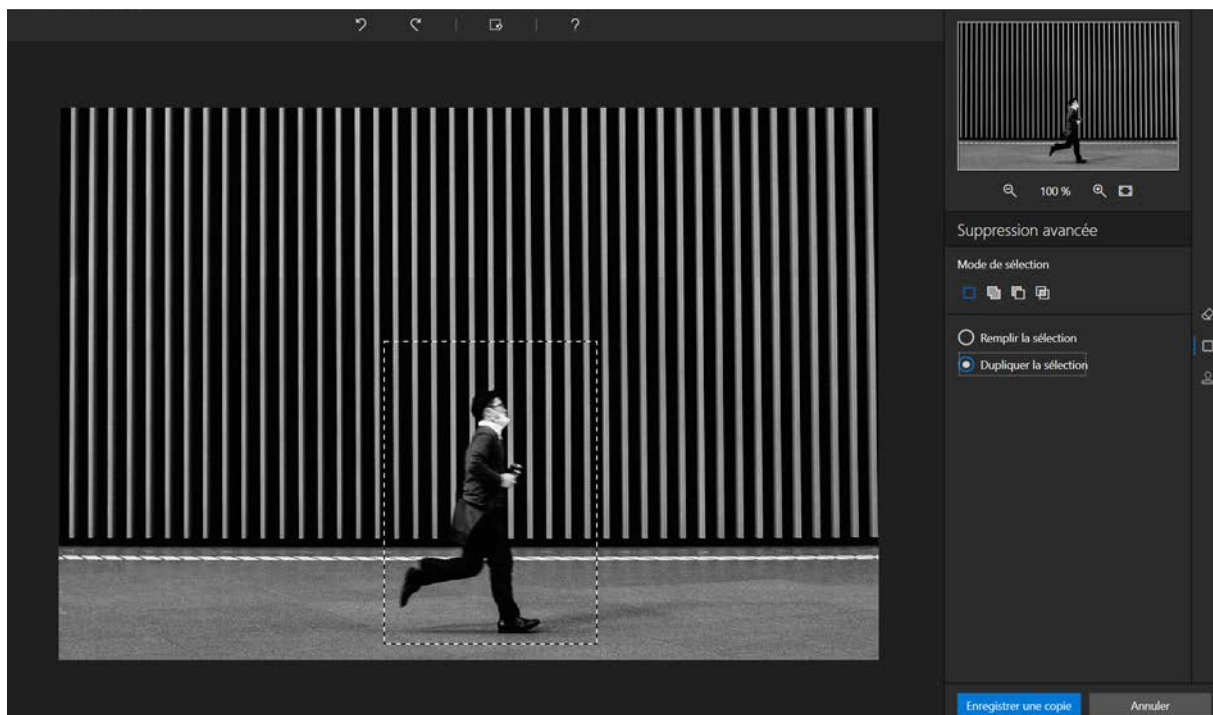 ?
100 %
Suppression avancée
Mode de sélection
Remplir la sélection
Dupliquer la sélection
Enregistrer une copie
Annuler